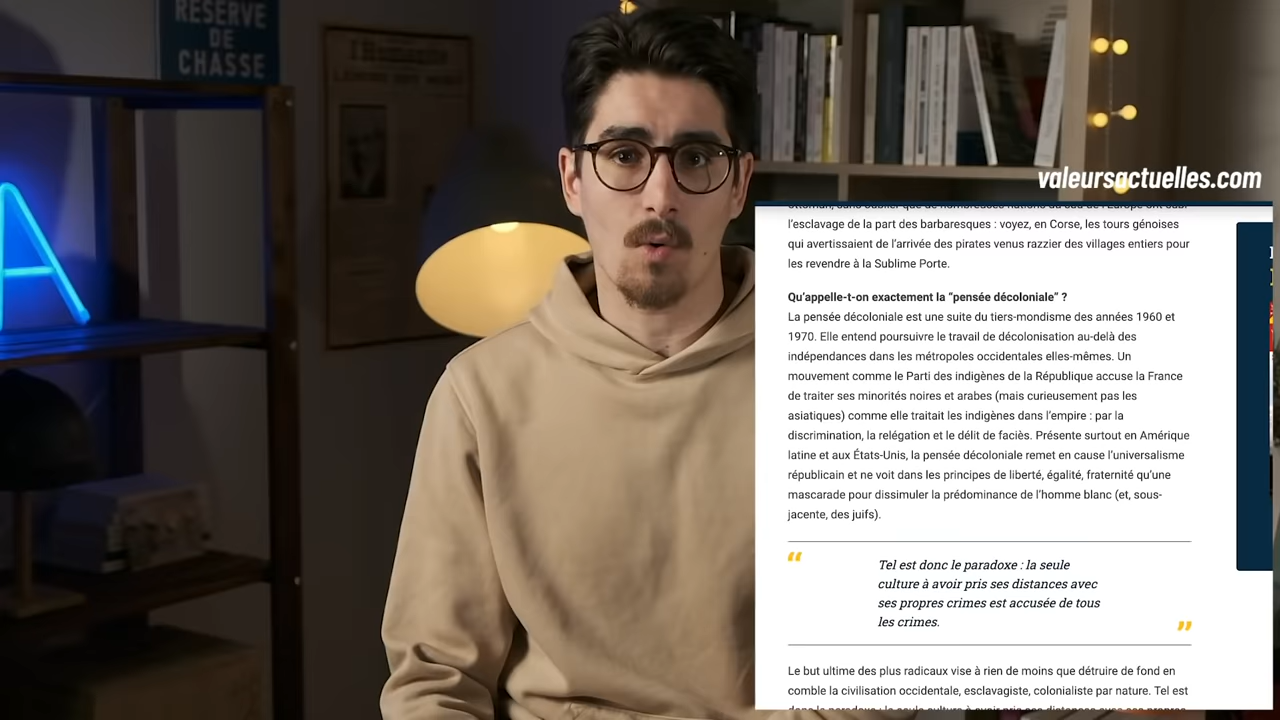 RÉSERVE
DE
CHASSE
l'Humanité
A
valeursactuelles.com
l'esclavage de la part des barbaresques : voyez, en Corse, les tours génoises
qui avertissaient de l'arrivée des pirates venus razzier des villages entiers pour
les revendre à la Sublime Porte.
Qu'appelle-t-on exactement la "pensée décoloniale" ?
La pensée décoloniale est une suite du tiers-mondisme des années 1960 et
1970. Elle entend poursuivre le travail de décolonisation au-delà des
indépendances dans les métropoles occidentales elles-mêmes. Un
mouvement comme le Parti des indigènes de la République accuse la France
de traiter ses minorités noires et arabes (mais curieusement pas les
asiatiques) comme elle traitait les indigènes dans l'empire : par la
discrimination, la relégation et le délit de faciès. Présente surtout en Amérique
latine et aux États-Unis, la pensée décoloniale remet en cause l'universalisme
républicain et ne voit dans les principes de liberté, égalité, fraternité qu'une
mascarade pour dissimuler la prédominance de l'homme blanc (et, sous-
jacente, des juifs).
“ Tel est donc le paradoxe : la seule
culture à avoir pris ses distances avec
ses propres crimes est accusée de tous
les crimes. ”
Le but ultime des plus radicaux vise à rien de moins que détruire de fond en
comble la civilisation occidentale, esclavagiste, colonialiste par nature. Tel est